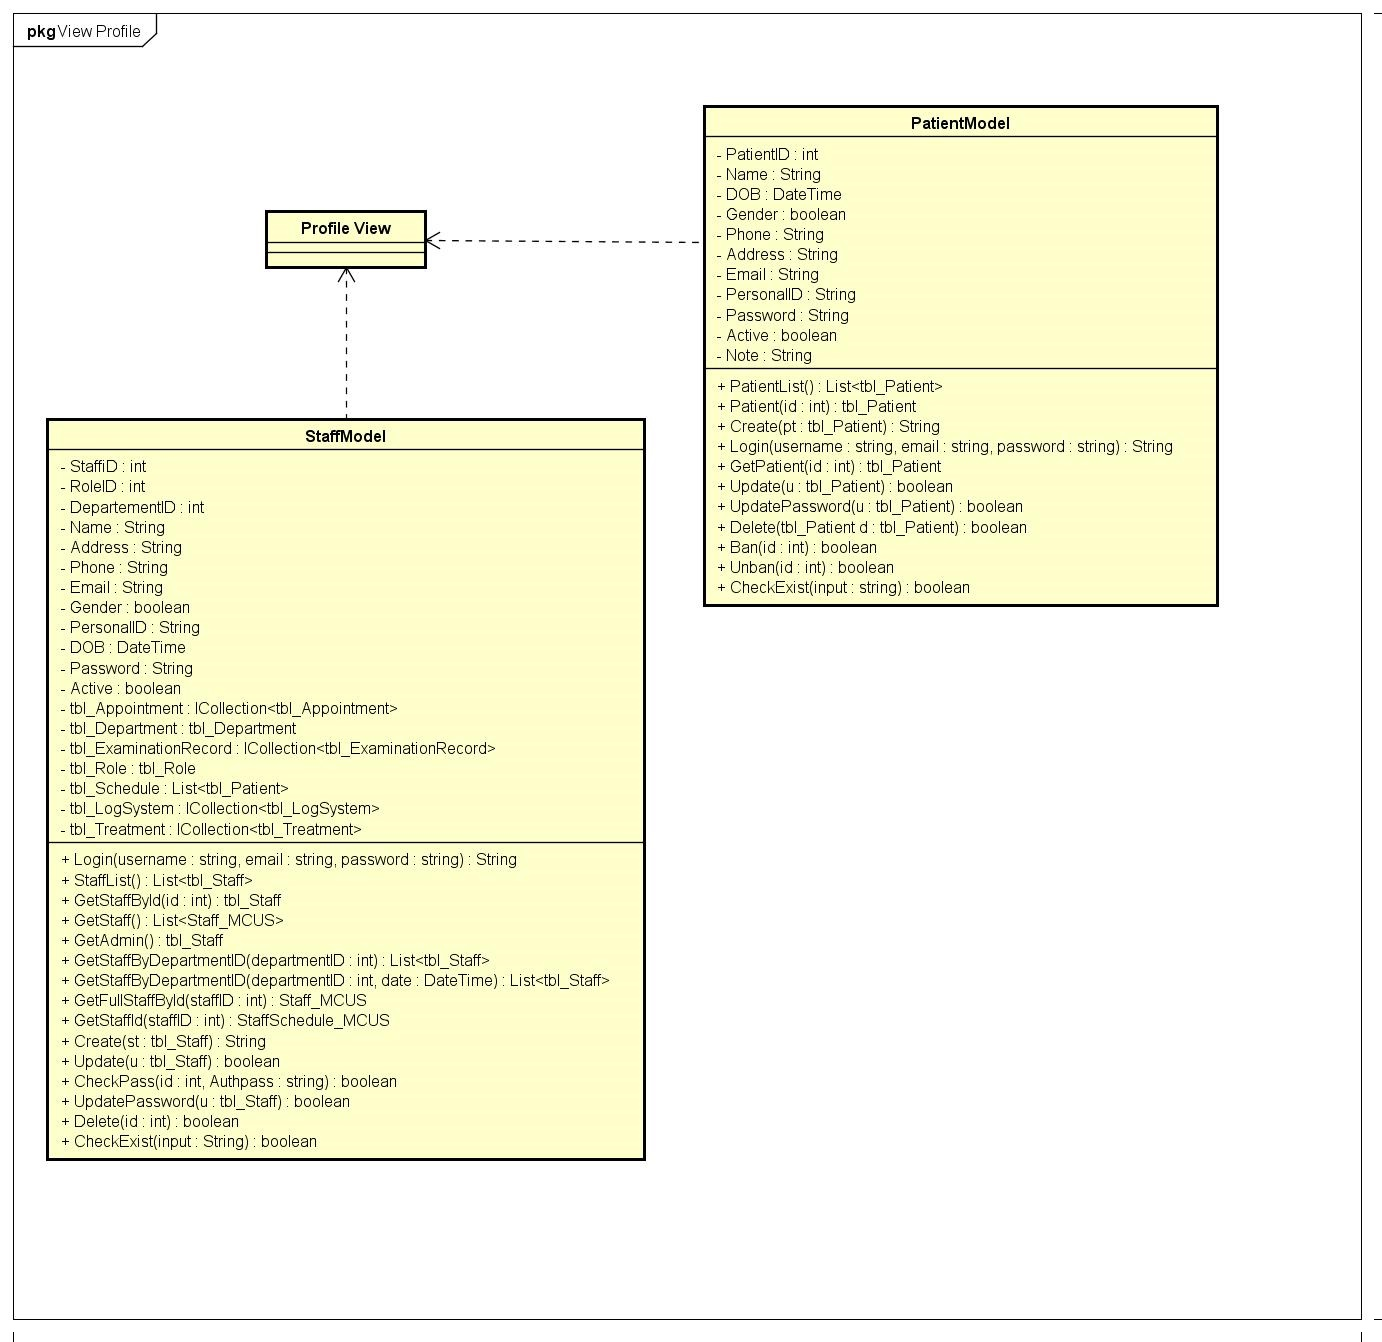 pkg View Profile
PatientModel
- PatientID : int
- Name : String
- DOB : DateTime
- Gender : boolean
- Phone : String
- Address : String
- Email : String
- PersonalID : String
- Password : String
- Active : boolean
- Note : String
+ PatientList() : List<tbl_Patient>
+ Patient(id : int) : tbl_Patient
+ Create(pt : tbl_Patient) : String
+ Login(username : string, email : string, password : string) : String
+ GetPatient(id : int) : tbl_Patient
+ Update(u : tbl_Patient) : boolean
+ UpdatePassword(u : tbl_Patient) : boolean
+ Delete(tbl_Patient d : tbl_Patient) : boolean
+ Ban(id : int) : boolean
+ Unban(id : int) : boolean
+ CheckExist(input : string) : boolean
Profile View
StaffModel
- StaffiD : int
- RoleID : int
- DepartementID : int
- Name : String
- Address : String
- Phone : String
- Email : String
- Gender : boolean
- PersonalID : String
- DOB : DateTime
- Password : String
- Active : boolean
- tbl_Appointment : ICollection<tbl_Appointment>
- tbl_Department : tbl_Department
- tbl_ExaminationRecord : ICollection<tbl_ExaminationRecord>
- tbl_Role : tbl_Role
- tbl_Schedule : List<tbl_Patient>
- tbl_LogSystem : ICollection<tbl_LogSystem>
- tbl_Treatment : ICollection<tbl_Treatment>
+ Login(username : string, email : string, password : string) : String
+ StaffList() : List<tbl_Staff>
+ GetStaffById(id : int) : tbl_Staff
+ GetStaff() : List<Staff_MCUS>
+ GetAdmin() : tbl_Staff
+ GetStaffByDepartmentID(departmentID : int) : List<tbl_Staff>
+ GetStaffByDepartmentID(departmentID : int, date : DateTime) : List<tbl_Staff>
+ GetFullStaffById(staffID : int) : Staff_MCUS
+ GetStaffId(staffID : int) : StaffSchedule_MCUS
+ Create(st : tbl_Staff) : String
+ Update(u : tbl_Staff) : boolean
+ CheckPass(id : int, Authpass : string) : boolean
+ UpdatePassword(u : tbl_Staff) : boolean
+ Delete(id : int) : boolean
+ CheckExist(input : String) : boolean